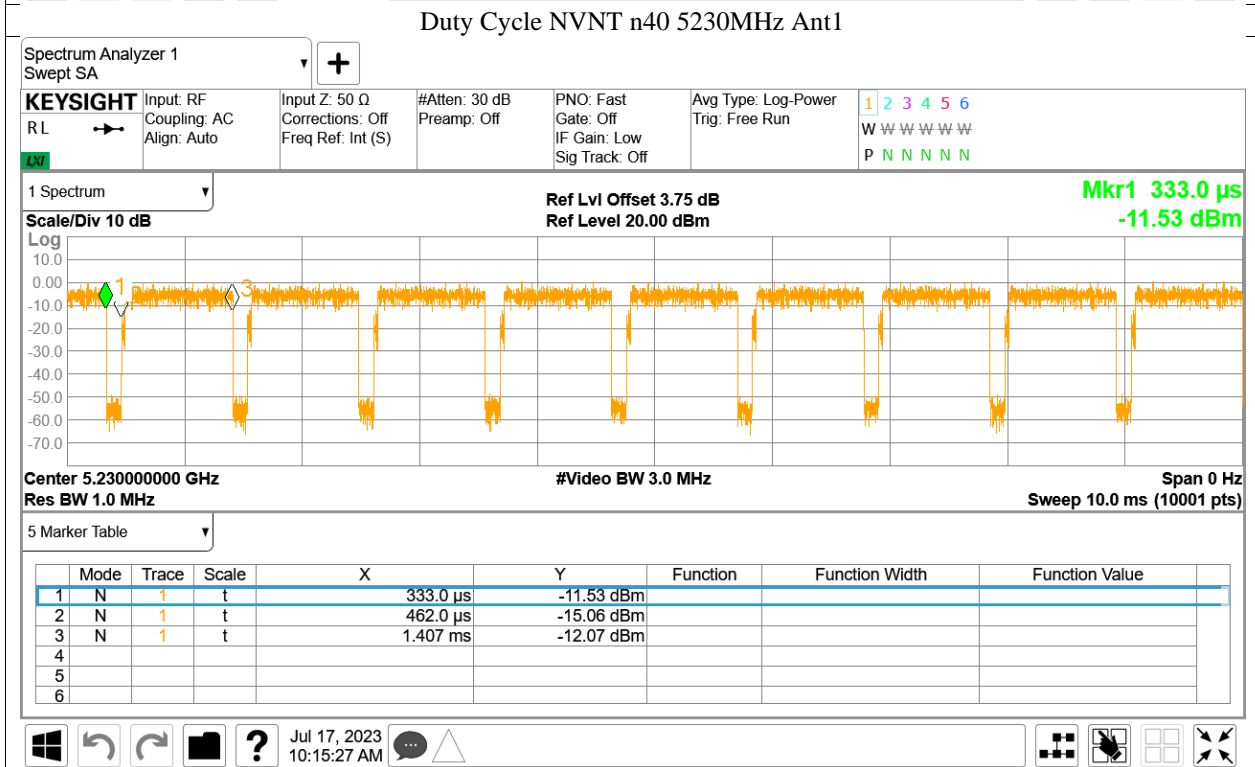 Duty Cycle NVNT n40 5230MHz Ant1
Spectrum Analyzer 1
Swept SA
KEYSIGHT Input: RF Input Z: 50 Ω #Atten: 30 dB PNO: Fast Avg Type: Log-Power 1 2 3 4 5 6
R L Coupling: AC Corrections: Off Preamp: Off Gate: Off Trig: Free Run W W W W W W
Align: Auto Freq Ref: Int (S) IF Gain: Low P N N N N N
LXI Sig Track: Off
1 Spectrum
Ref Lvl Offset 3.75 dB
Mkr1 333.0 µs
Scale/Div 10 dB Ref Level 20.00 dBm -11.53 dBm
Log
10.0
0.00
-10.0
-20.0
-30.0
-40.0
-50.0
-60.0
-70.0
1 2 3
Center 5.230000000 GHz #Video BW 3.0 MHz Span 0 Hz
Res BW 1.0 MHz Sweep 10.0 ms (10001 pts)
5 Marker Table
Mode Trace Scale X Y Function Function Width Function Value
1 N 1 t 333.0 µs -11.53 dBm
2 N 1 t 462.0 µs -15.06 dBm
3 N 1 t 1.407 ms -12.07 dBm
4
5
6
? Jul 17, 2023
10:15:27 AM